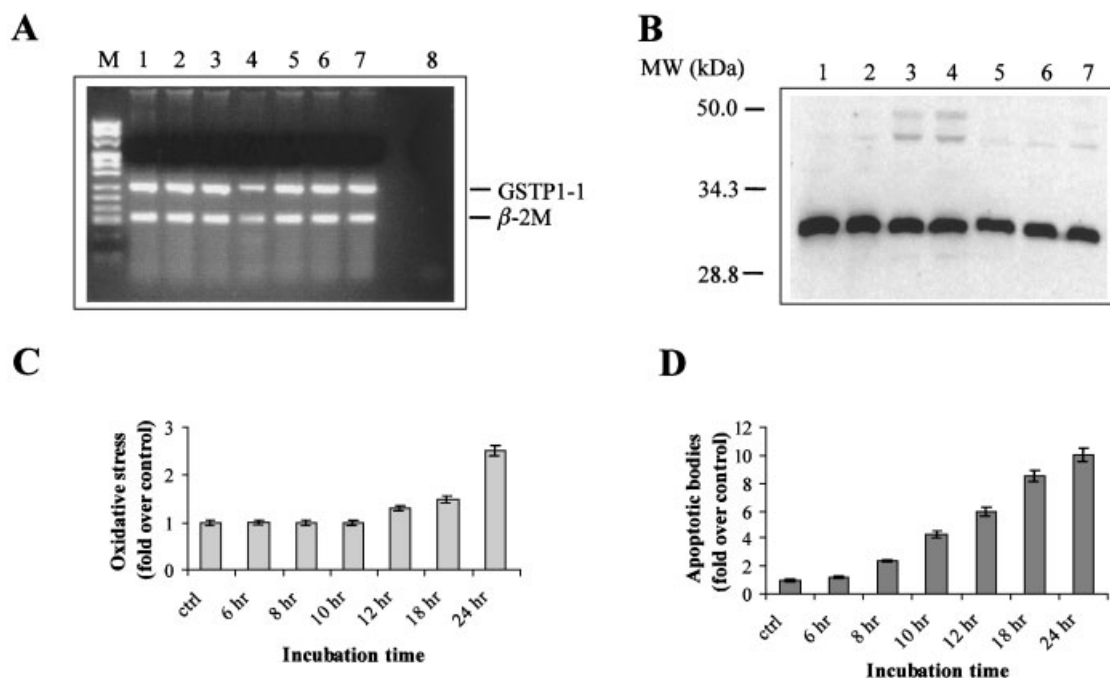 A
M 1 2 3 4 5 6 7 8
GSTP1-1
β-2M
B
MW (kDa)
1 2 3 4 5 6 7
50.0
34.3
28.8
C
Oxidative stress
(fold over control)
3
2
1
0
ctrl 6 hr 8 hr 10 hr 12 hr 18 hr 24 hr
Incubation time
D
Apoptotic bodies
(fold over control)
12
10
8
6
4
2
0
ctrl 6 hr 8 hr 10 hr 12 hr 18 hr 24 hr
Incubation time